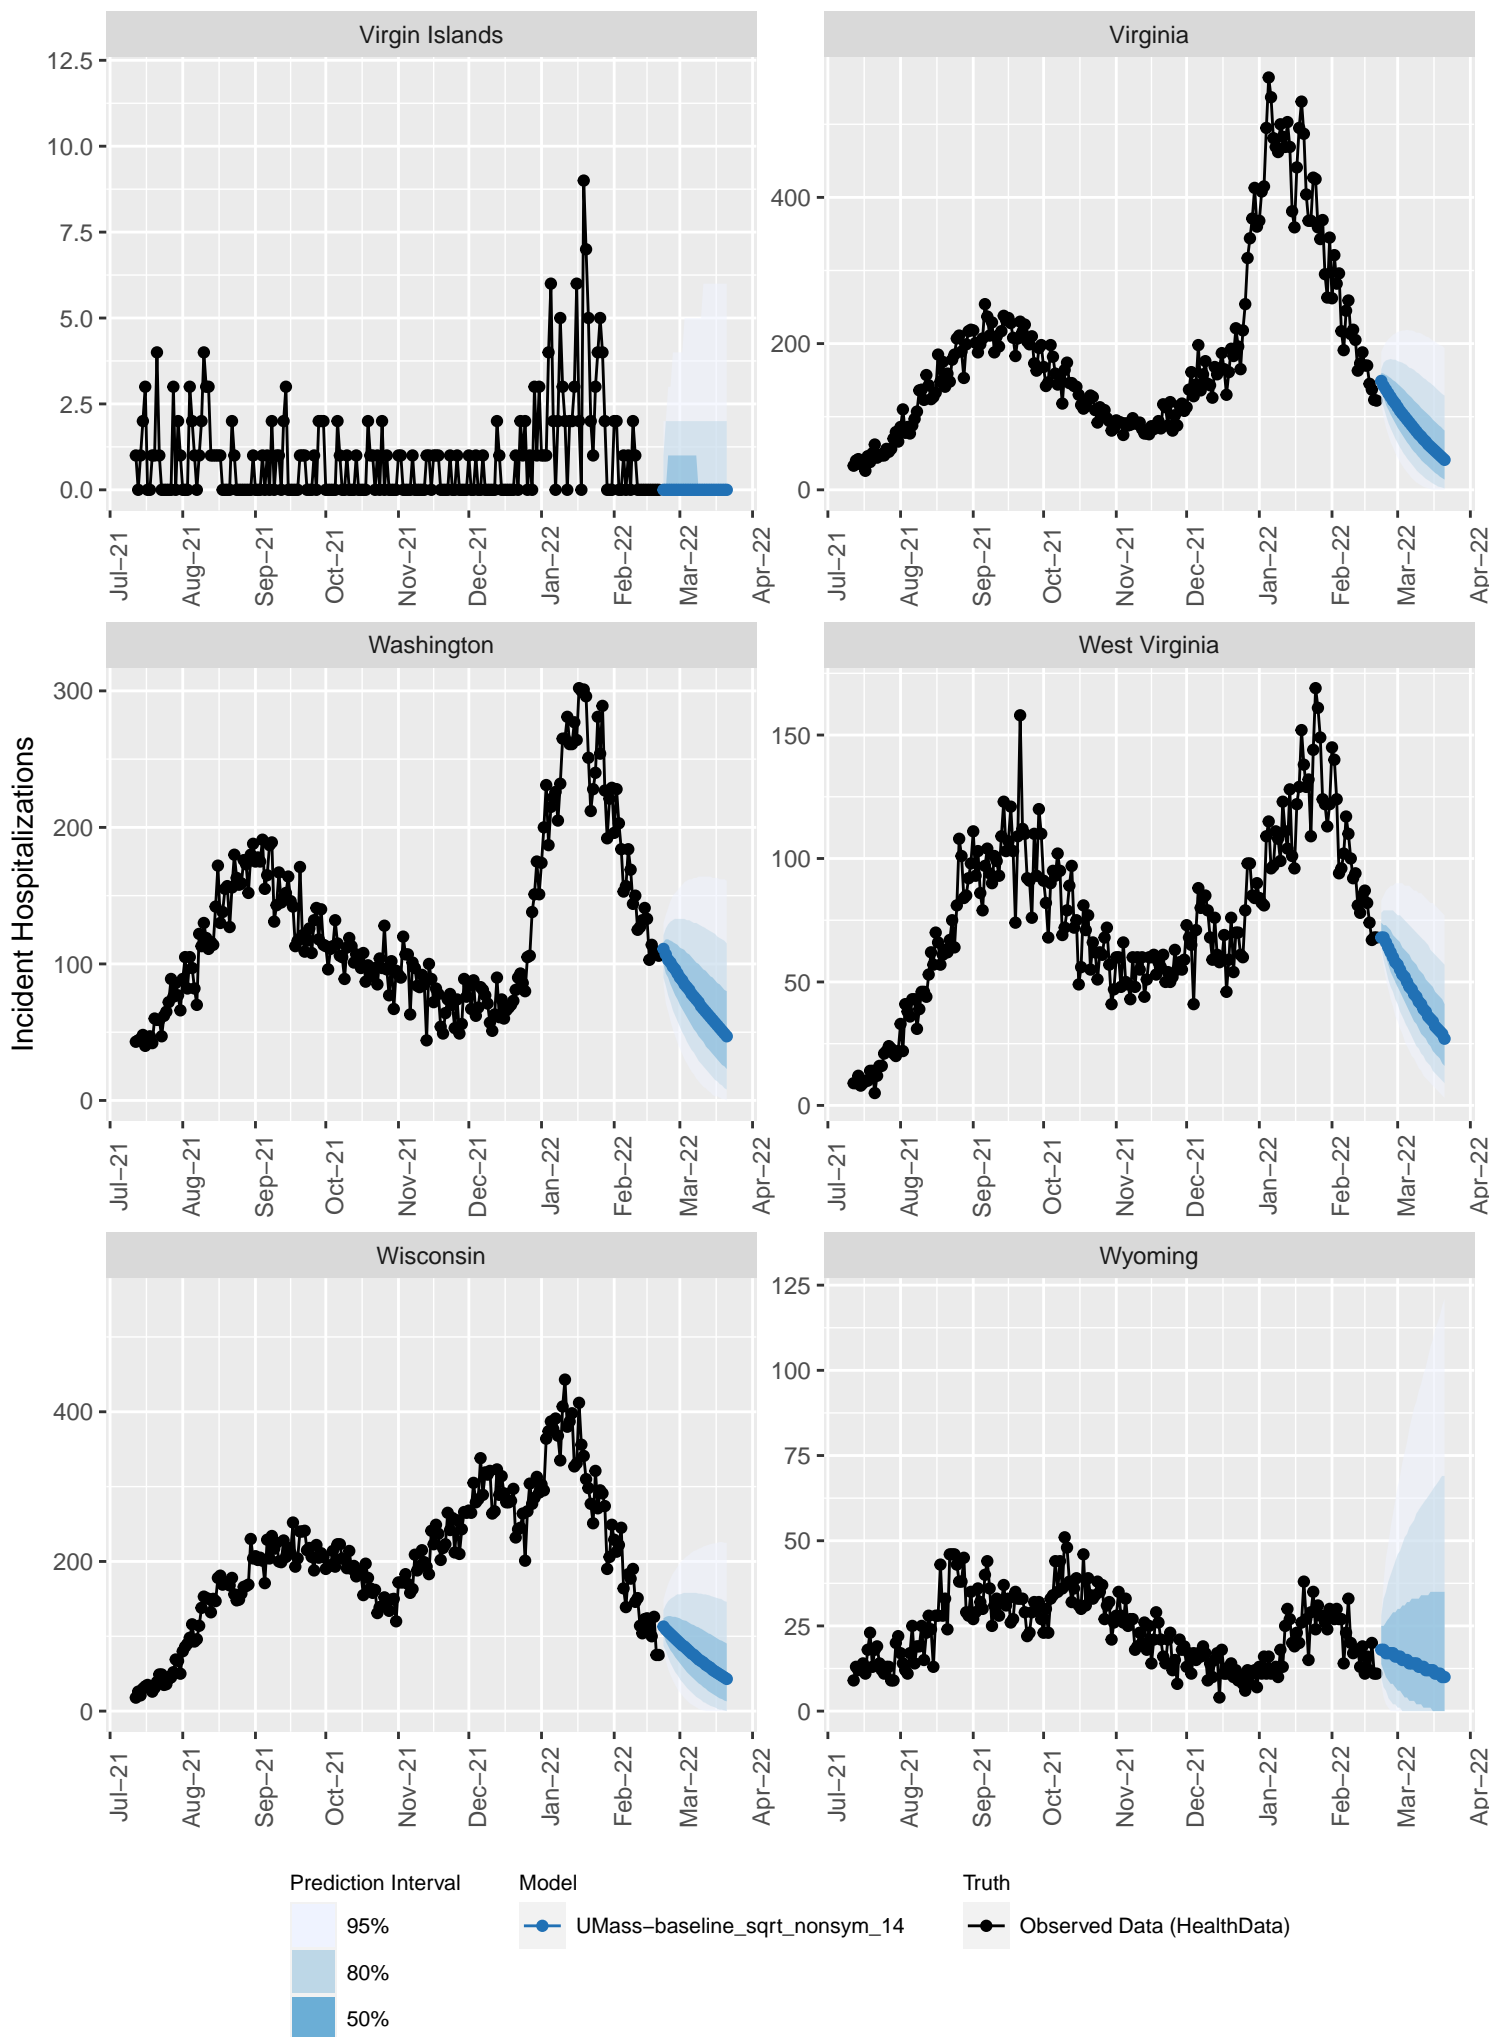 Virgin Islands
Virginia
12.5
10.0
7.5
5.0
2.5
0.0
400
200
0
Jul−21
Aug−21
Sep−21
Oct−21
Nov−21
Dec−21
Jan−22
Feb−22
Mar−22
Apr−22
Jul−21
Aug−21
Sep−21
Oct−21
Nov−21
Dec−21
Jan−22
Feb−22
Mar−22
Apr−22
Washington
West Virginia
Incident Hospitalizations
300
200
100
0
150
100
50
0
Jul−21
Aug−21
Sep−21
Oct−21
Nov−21
Dec−21
Jan−22
Feb−22
Mar−22
Apr−22
Jul−21
Aug−21
Sep−21
Oct−21
Nov−21
Dec−21
Jan−22
Feb−22
Mar−22
Apr−22
Wisconsin
Wyoming
400
200
0
125
100
75
50
25
0
Jul−21
Aug−21
Sep−21
Oct−21
Nov−21
Dec−21
Jan−22
Feb−22
Mar−22
Apr−22
Jul−21
Aug−21
Sep−21
Oct−21
Nov−21
Dec−21
Jan−22
Feb−22
Mar−22
Apr−22
Prediction Interval
95%
80%
50%
Model
UMass−baseline_sqrt_nonsym_14
Truth
Observed Data (HealthData)